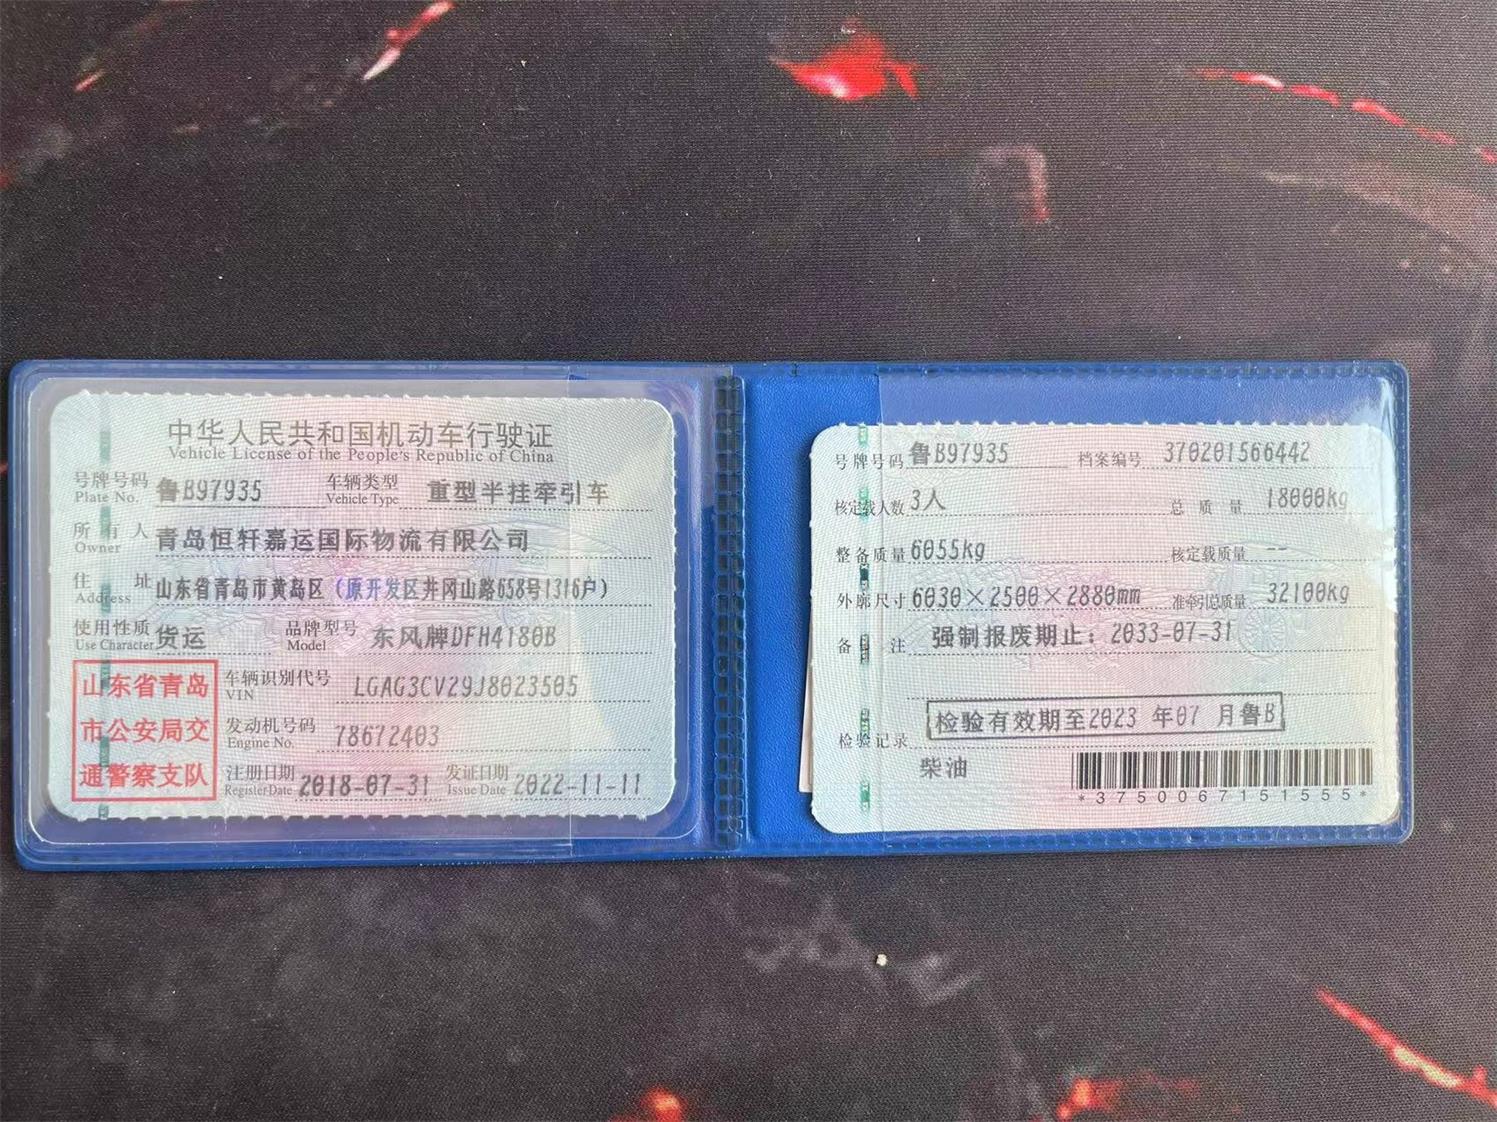 中华人民共和国机动车行驶证
Vehicle License of the People's Republic of China
号牌号码 鲁B97935 车辆类型 重型半挂牵引车
Plate No. Vehicle Type
所有人 青岛恒轩嘉运国际物流有限公司
Owner
住址 山东省青岛市黄岛区（原开发区井冈山路658号1316户）
Address
使用性质 货运 品牌型号 东风牌DFH4180B
Use Character Model
山东省青岛
市公安局交
通警察支队
车辆识别代号 LGAG3CV29J8023505
VIN
发动机号码 78672403
Engine No.
注册日期 2018-07-31 发证日期 2022-11-11
Register Date Issue Date
号牌号码 鲁B97935 档案编号 370201566442
核定载人数 3人 总质量 18000kg
整备质量 6055kg 核定载质量 --
外廓尺寸 6030×2500×2880mm 准牵引总质量 32100kg
备注 强制报废期止：2033-07-31
检验有效期至2023 年07 月鲁B
检验记录
柴油
*3750067151555*